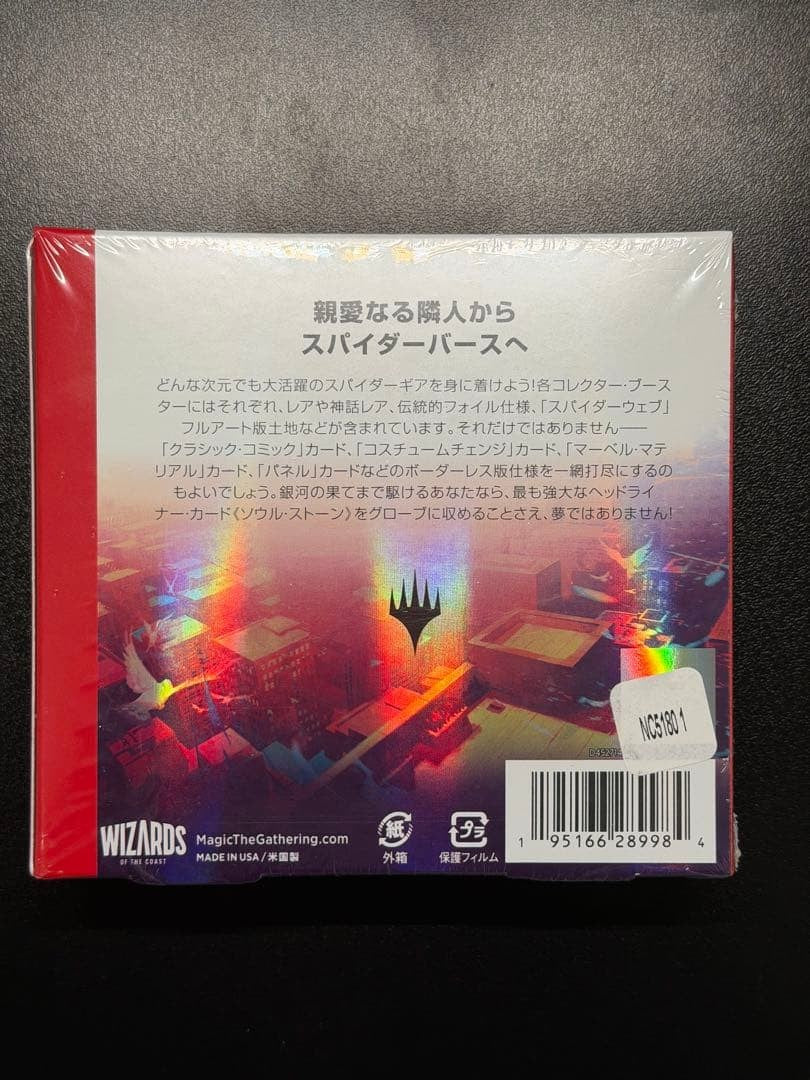 親愛なる隣人から
スパイダーバースへ
どんな次元でも大活躍のスパイダーギアを身に着けよう!各コレクター・ブース
ターにはそれぞれ、レアや神話レア、伝統的フォイル仕様、「スパイダーウェブ」
フルアート版土地などが含まれています。それだけではありません――
「クラシック・コミック」カード、「コスチュームチェンジ」カード、「マーベル・マテ
リアル」カード、「パネル」カードなどのボーダーレス版仕様を一網打尽にするの
もよいでしょう。銀河の果てまで駆けるあなたなら、最も強大なヘッドライ
ナー・カード《ソウル・ストーン》をグローブに収めることさえ、夢ではありません!
NC5180 1
WIZARDS
OF THE COAST
MagicTheGathering.com
MADE IN USA / 米国製
紙
外箱
プラ
保護フィルム
1 95166 28998 4